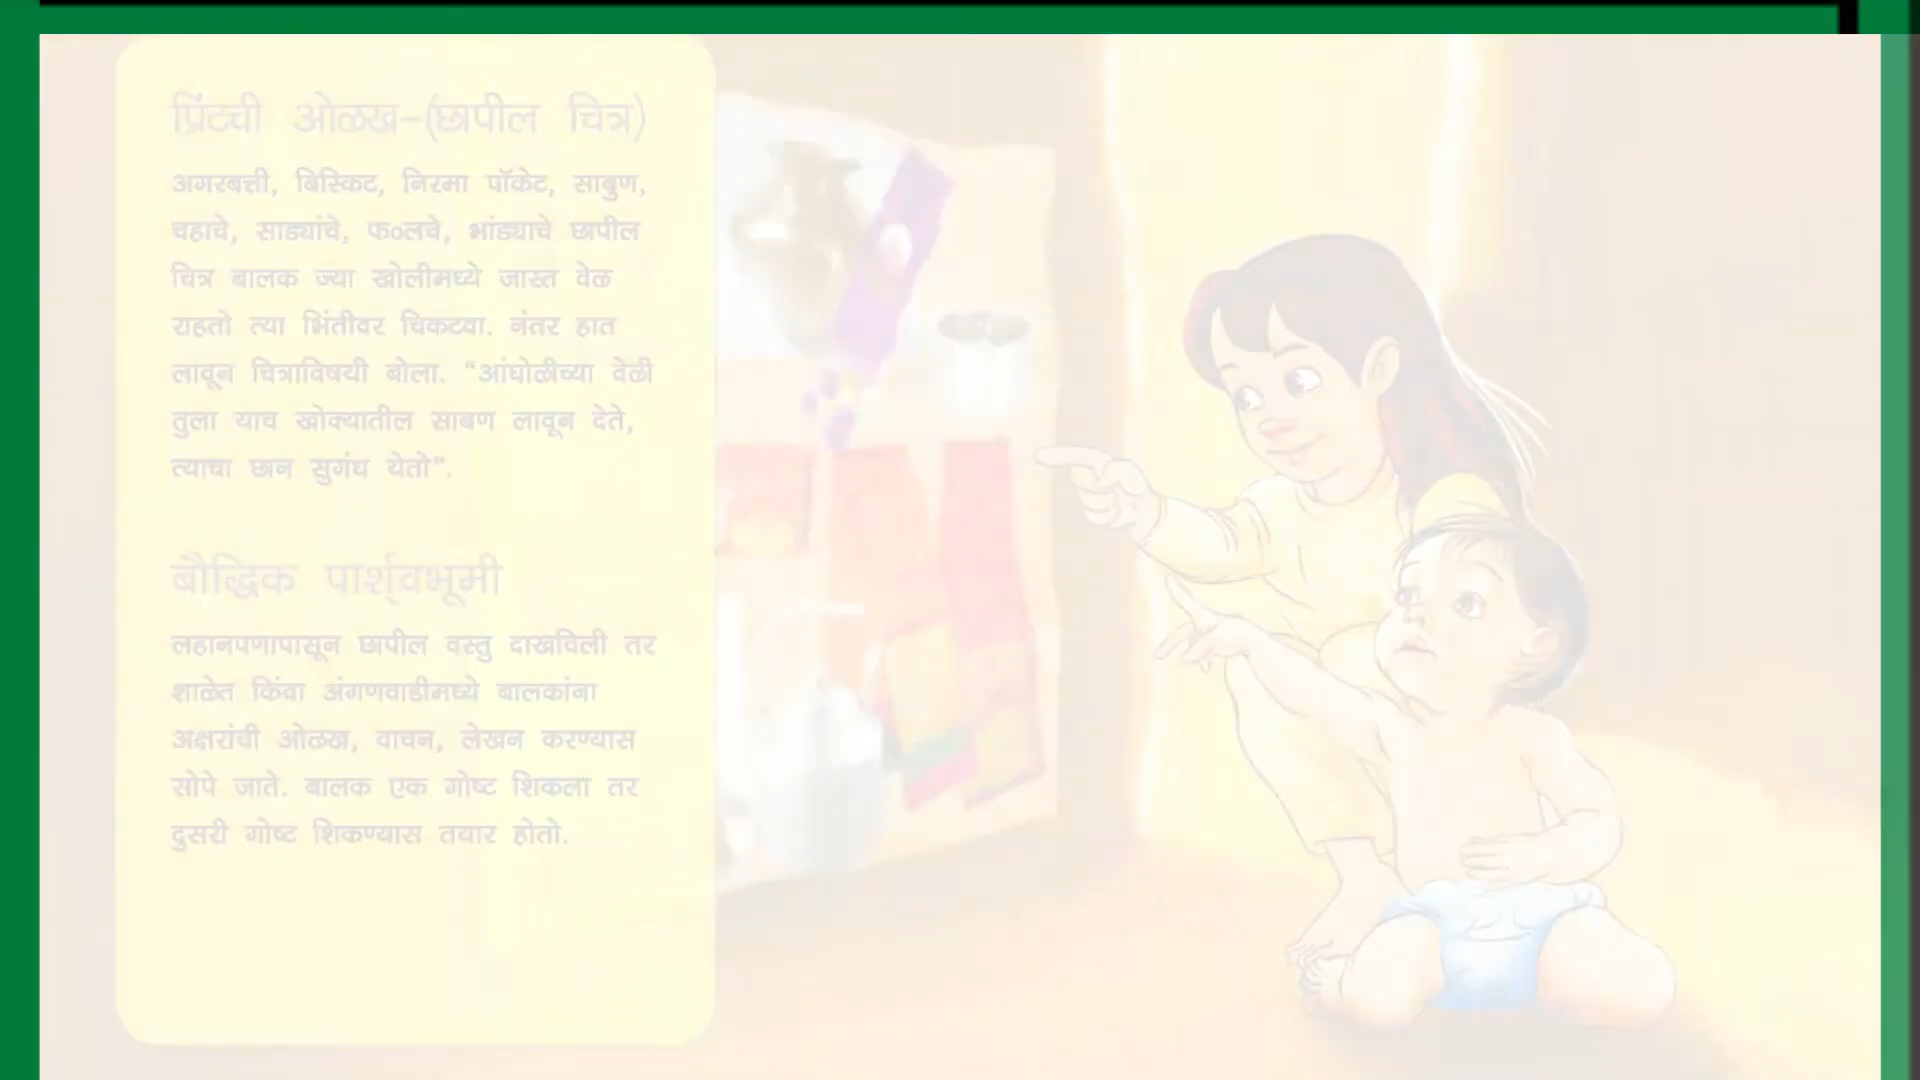 प्रिंटची ओळख-(छापील चित्र)
अगरबत्ती, बिस्किट, निरमा पॉकेट, साबुण,
चहाचे, साड्यांचे, फळलचे, भांड्याचे छापील
चित्र बालक ज्या खोलीमध्ये जास्त वेळ
राहतो त्या भिंतीवर चिकटवा. नंतर हात
लावून चित्राविषयी बोला. “आंघोळीच्या वेळी
तुला याच खोक्यातील साबण लावून देते,
त्याचा छान सुगंध येतो”.
बौद्धिक पार्श्वभूमी
लहानपणापासून छापील वस्तु दाखविली तर
शाळेत किंवा अंगणवाडीमध्ये बालकांना
अक्षरांची ओळख, वाचन, लेखन करण्यास
सोपे जाते. बालक एक गोष्ट शिकला तर
दुसरी गोष्ट शिकण्यास तयार होतो.